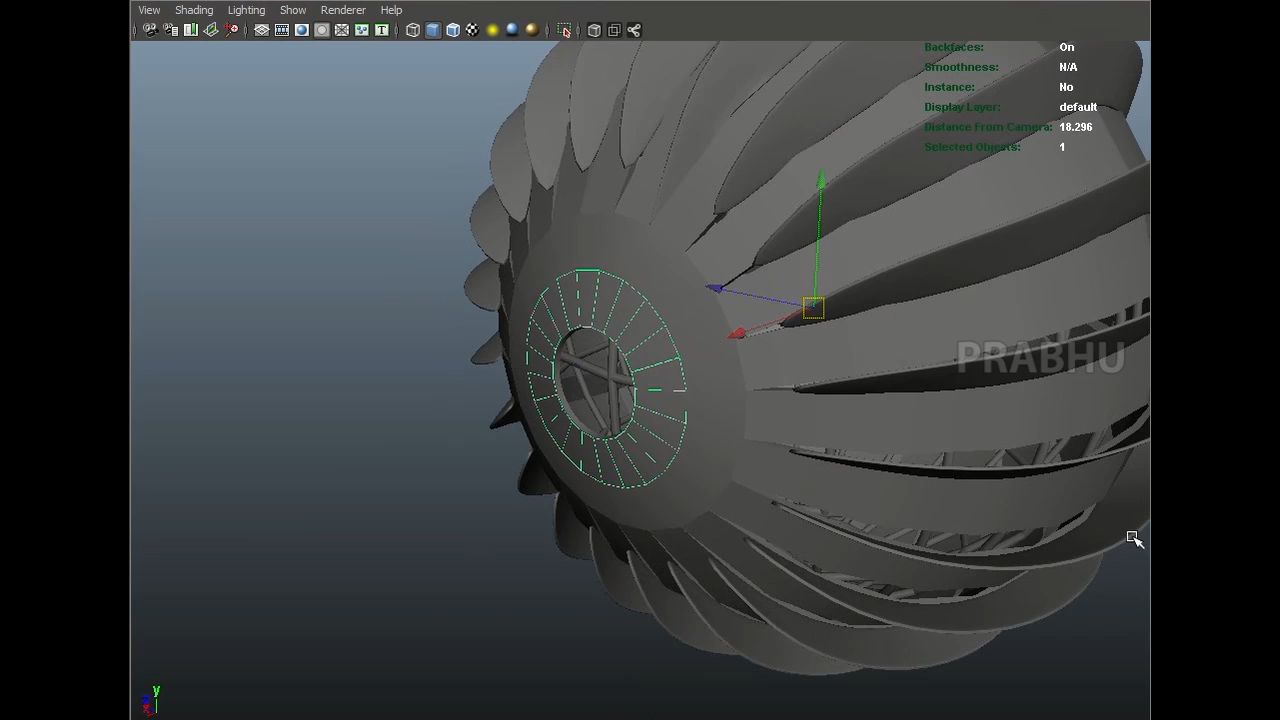 View Shading Lighting Show Renderer Help
T
Backfaces: On
Smoothness: N/A
Instance: No
Display Layer: default
Distance From Camera: 18.296
Selected Objects: 1
PRABHU
y